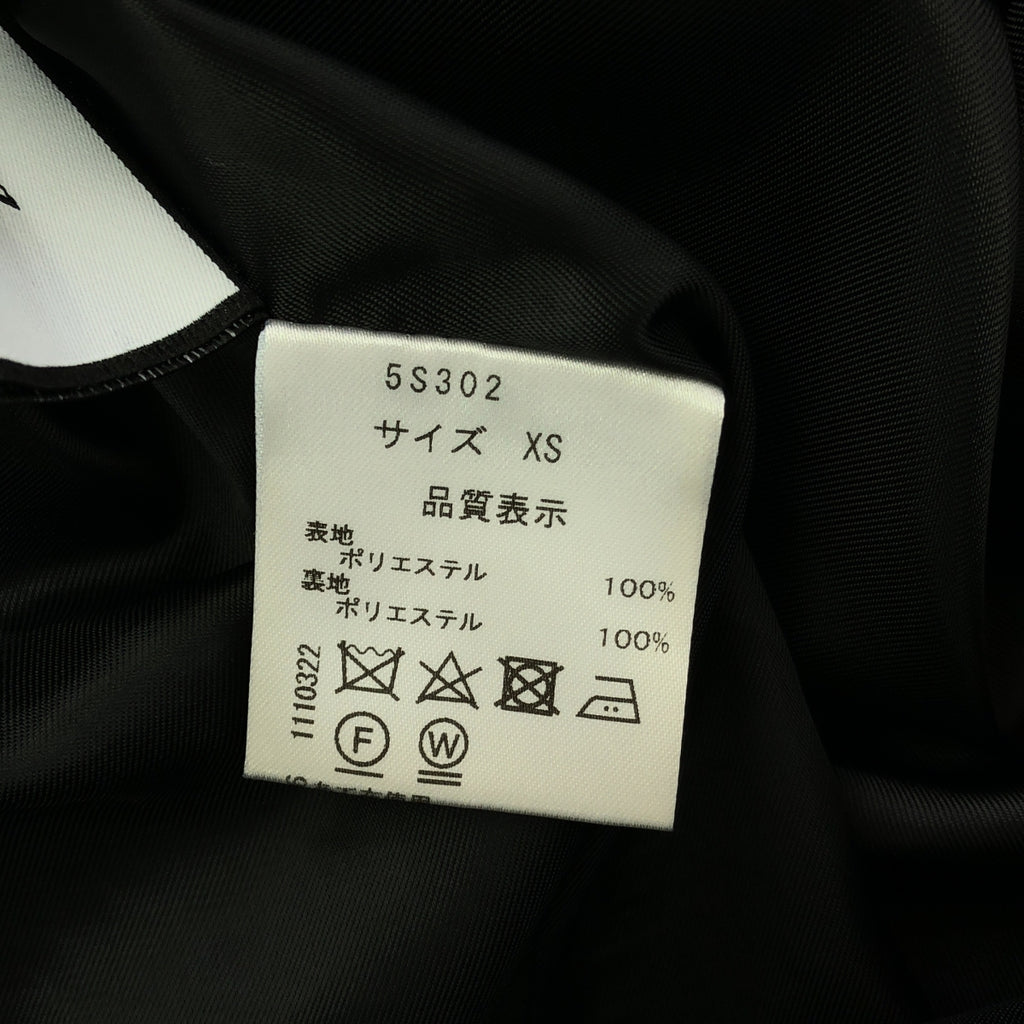 5S302
サイズ XS
品質表示
表地
ポリエステル 100%
裏地
ポリエステル 100%
1110322
F W